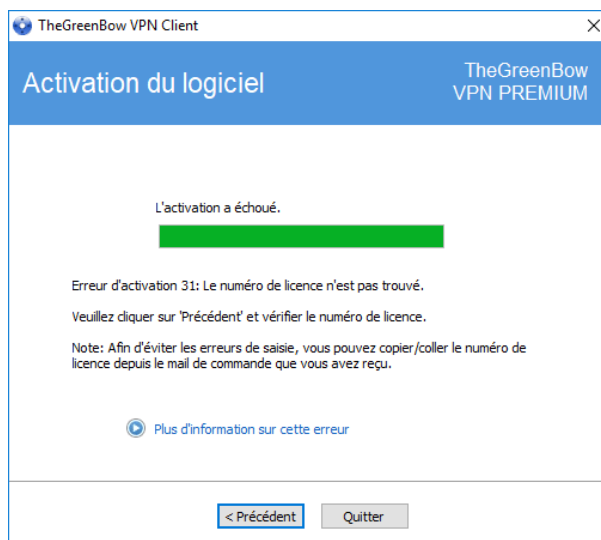 TheGreenBow VPN Client
Activation du logiciel
TheGreenBow
VPN PREMIUM
L'activation a échoué.
Erreur d'activation 31: Le numéro de licence n'est pas trouvé.
Veuillez cliquer sur 'Précédent' et vérifier le numéro de licence.
Note: Afin d'éviter les erreurs de saisie, vous pouvez copier/coller le numéro de
licence depuis le mail de commande que vous avez reçu.
Plus d'information sur cette erreur
< Précédent
Quitter